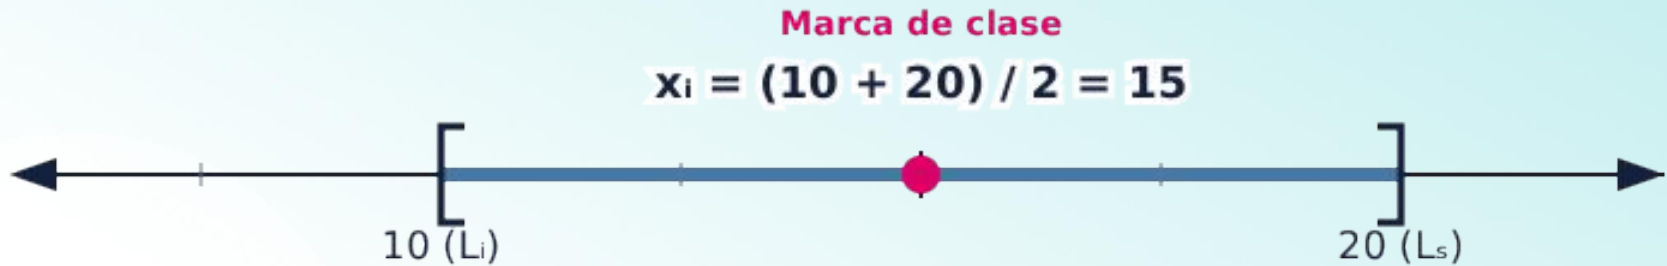 Marca de clase
xᵢ = (10 + 20) / 2 = 15
10 (Lᵢ)
20 (Lₛ)